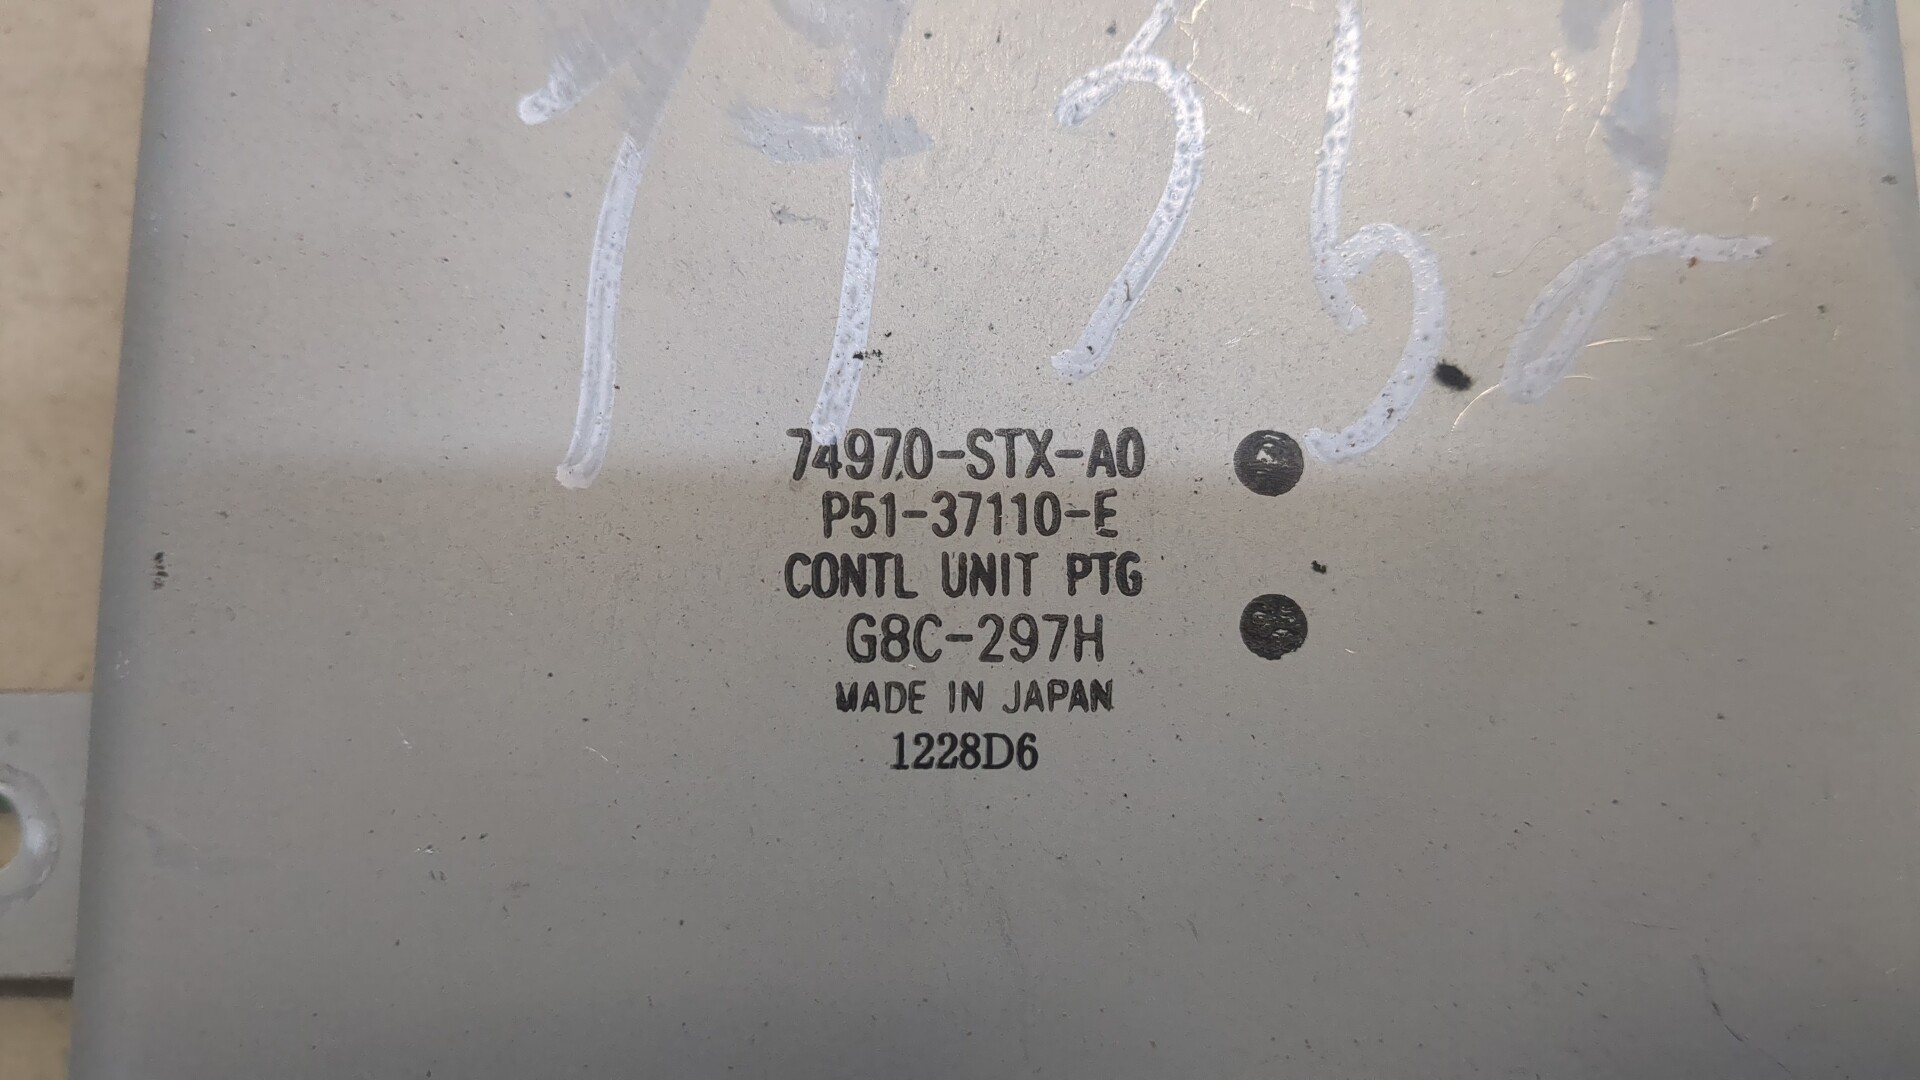 74970-STX-A0
P51-37110-E
CONTL UNIT PTG
G8C-297H
MADE IN JAPAN
1228D6